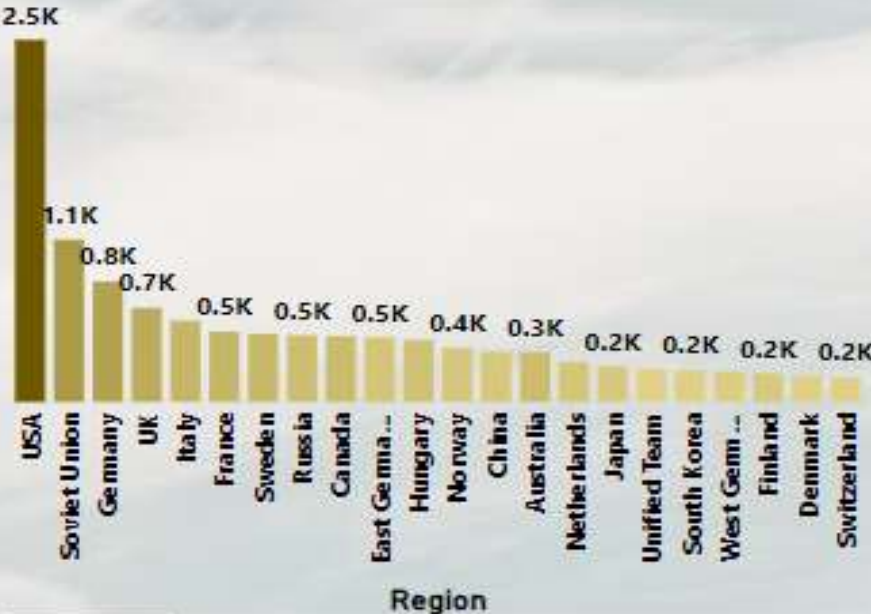 2.5K
1.1K
0.8K
0.7K
0.5K
0.5K
0.5K
0.4K
0.3K
0.2K
0.2K
0.2K
0.2K
USA
Soviet Union
Germany
UK
Italy
France
Sweden
Russia
Canada
East Germa...
Hungary
Norway
China
Australia
Netherlands
Japan
Unified Team
South Korea
West Germ...
Finland
Denmark
Switzerland
Region